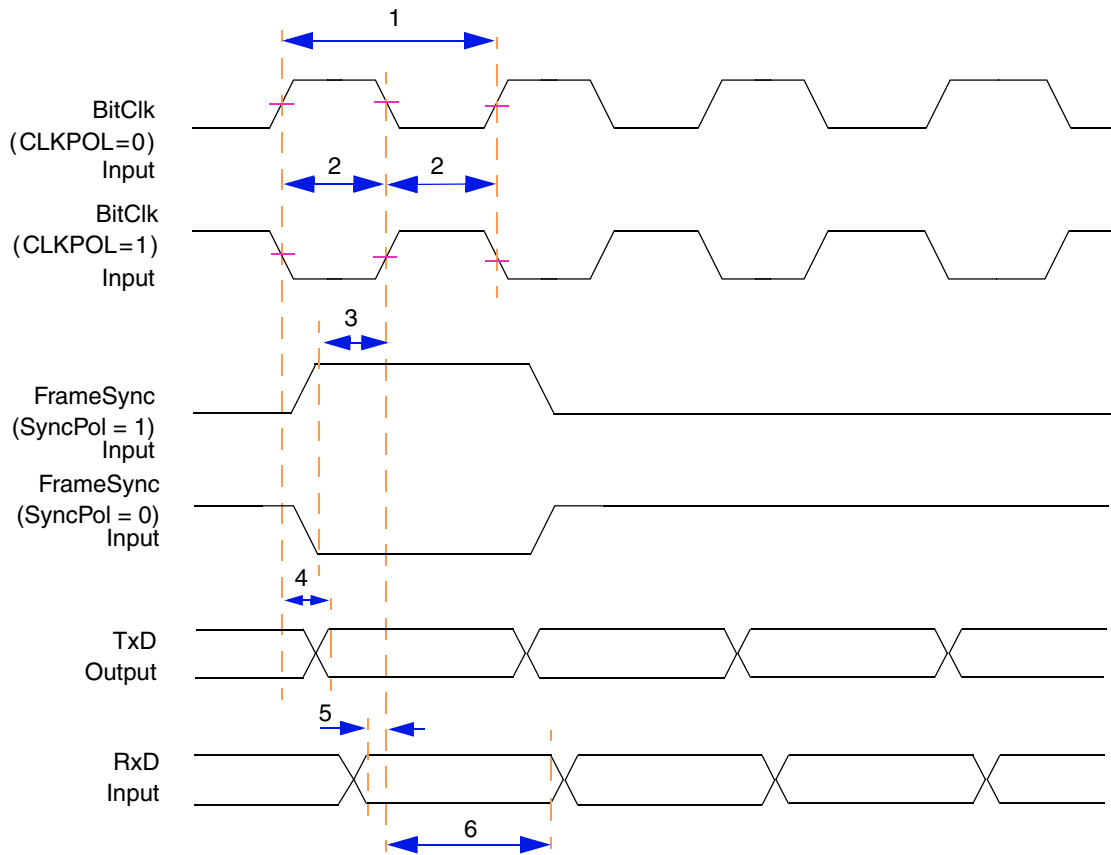 1
BitClk
(CLKPOL=0)
Input
2
2
BitClk
(CLKPOL=1)
Input
3
FrameSync
(SyncPol = 1)
Input
FrameSync
(SyncPol = 0)
Input
4
TxD
Output
5
RxD
Input
6